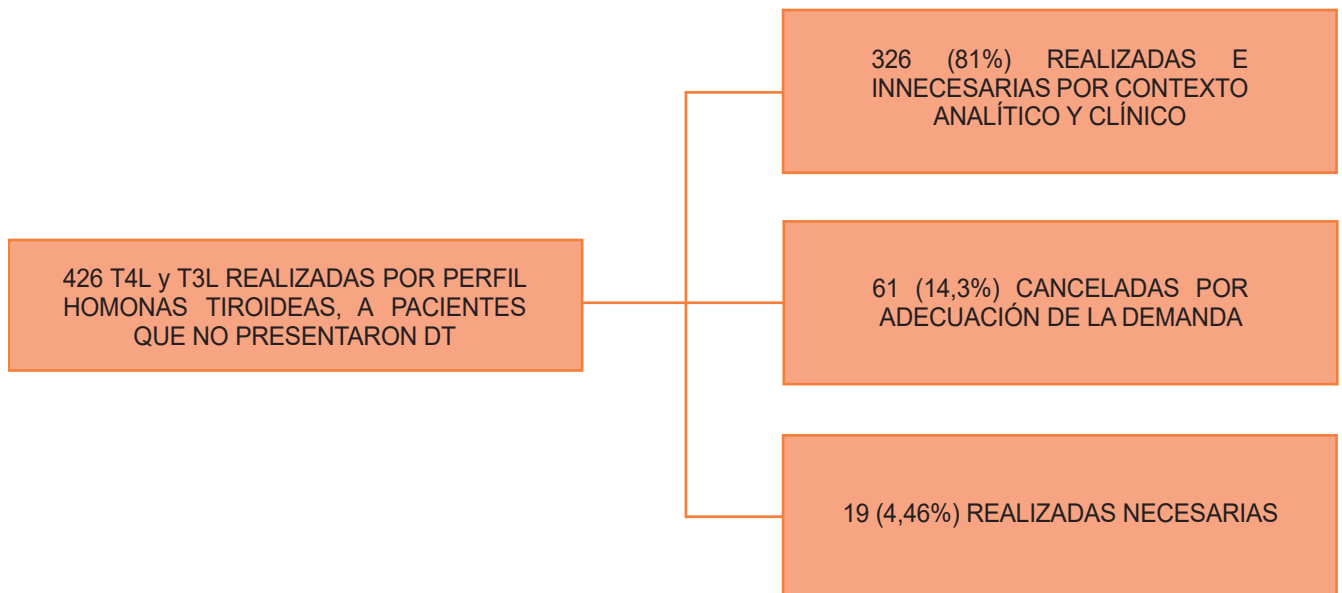 326 (81%) REALIZADAS E
INNECESARIAS POR CONTEXTO
ANALÍTICO Y CLÍNICO
426 T4L y T3L REALIZADAS POR PERFIL
HOMONAS TIROIDEAS, A PACIENTES
QUE NO PRESENTARON DT
61 (14,3%) CANCELADAS POR
ADECUACIÓN DE LA DEMANDA
19 (4,46%) REALIZADAS NECESARIAS